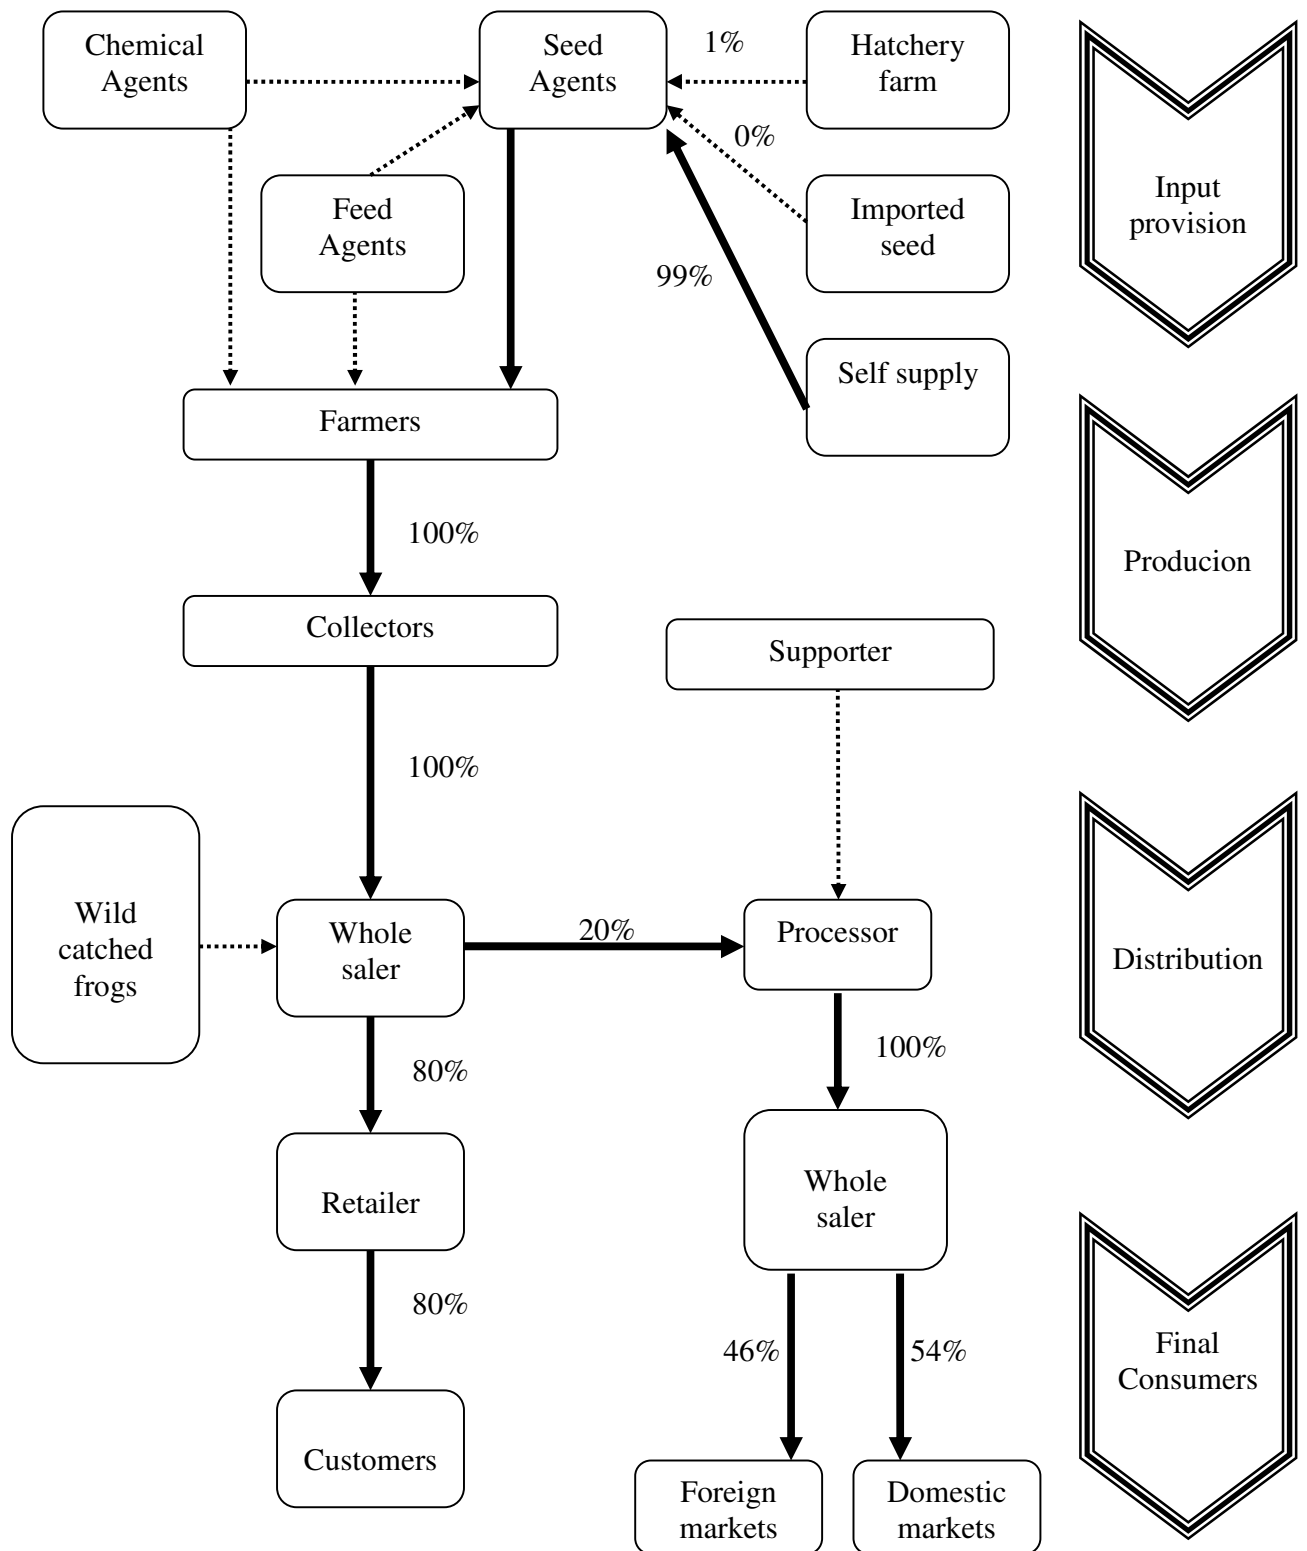 Chemical
Agents
Seed
Agents
1%
Hatchery
farm
0%
Feed
Agents
Imported
seed
Input
provision
99%
Self supply
Farmers
100%
Producion
Collectors
Supporter
100%
Wild
catched
frogs
Whole
saler
20%
Processor
Distribution
80%
100%
Retailer
Whole
saler
80%
46%
54%
Final
Consumers
Customers
Foreign
markets
Domestic
markets